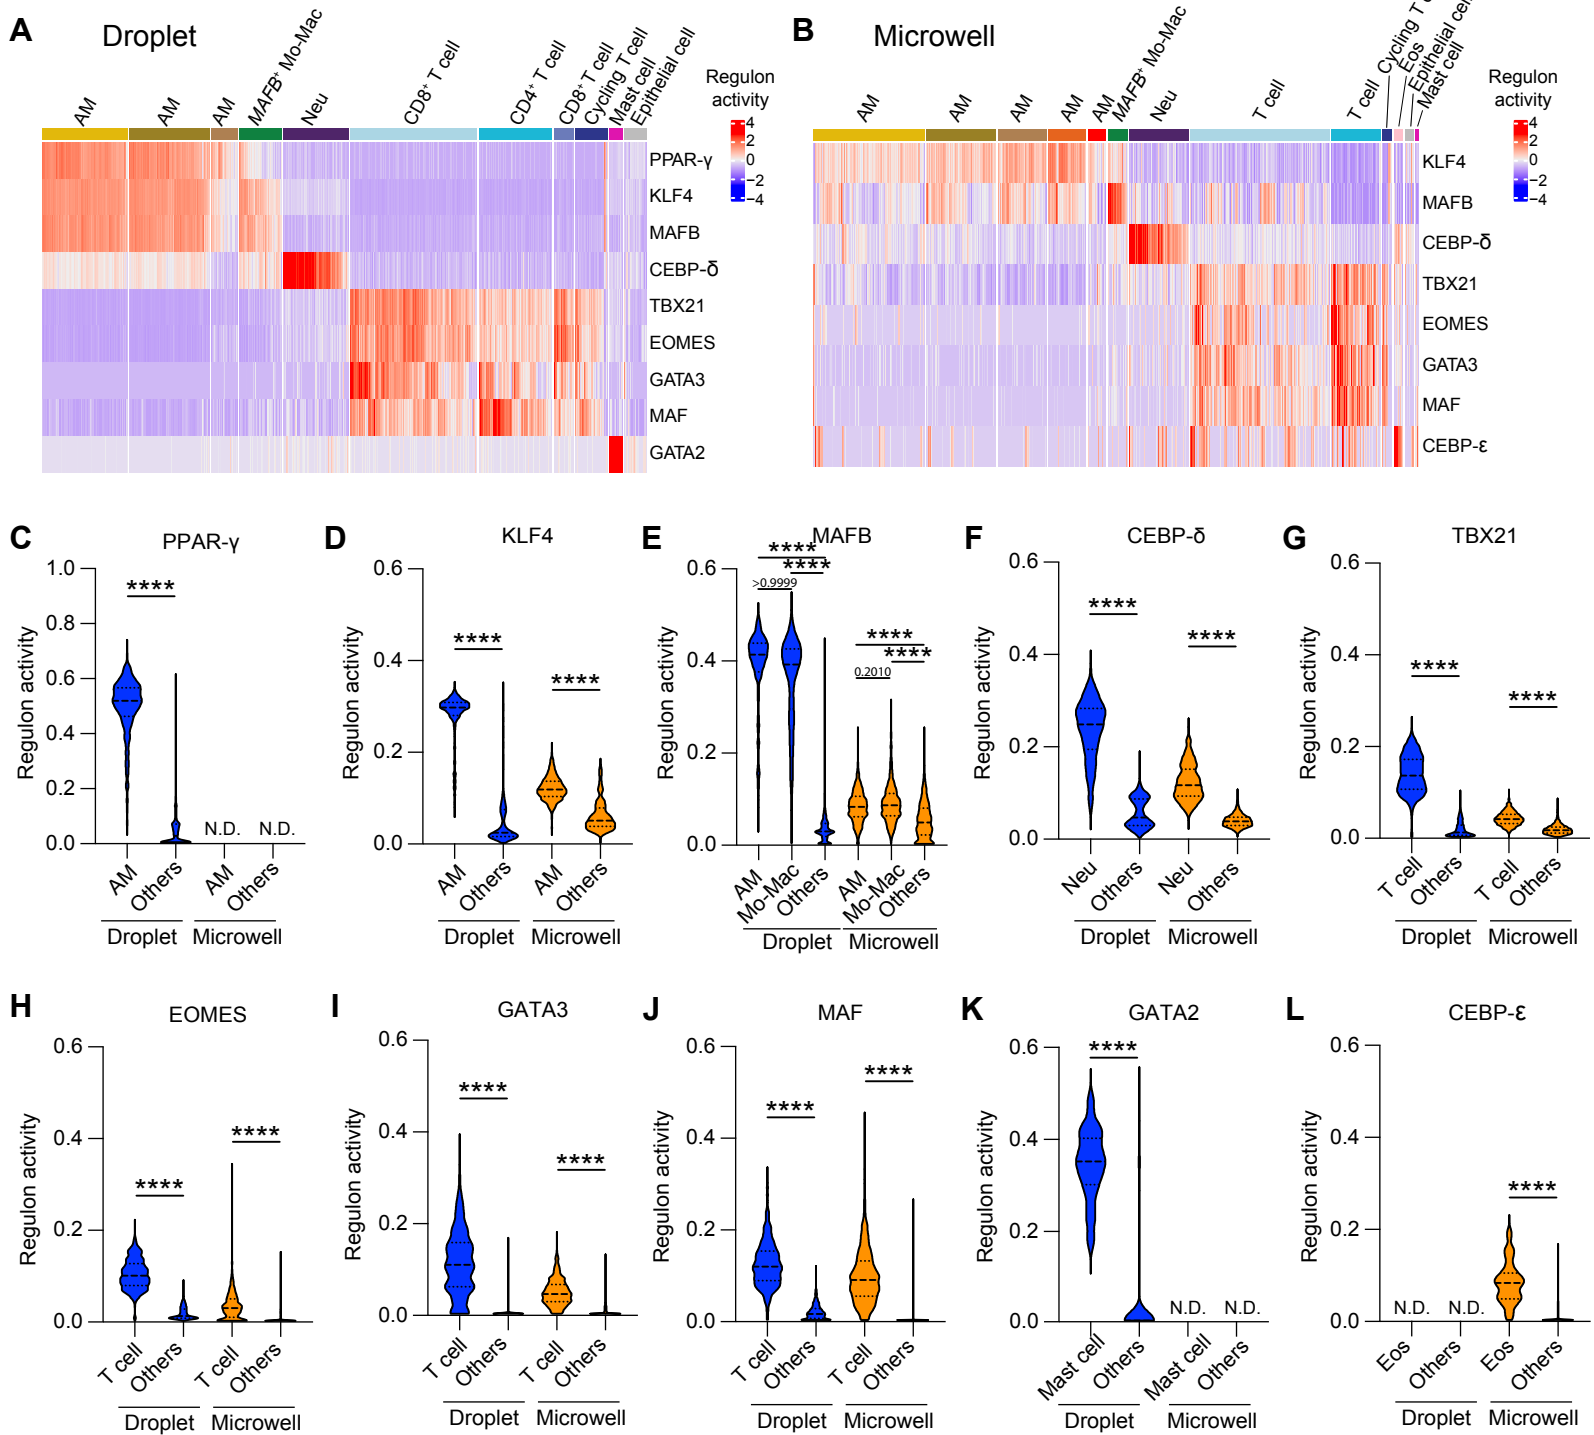 A
Droplet
AM
AM
AM
MAFB+ Mo-Mac
Neu
CD8+ T cell
CD4+ T cell
CD8+ T cell
Cycling T cell
Mast cell
Epithelial cell
Regulon
activity
4
2
0
−2
−4
PPAR-γ
KLF4
MAFB
CEBP-δ
TBX21
EOMES
GATA3
MAF
GATA2
B
Microwell
AM
AM
AM
AM
AM
MAFB+ Mo-Mac
Neu
T cell
T cell
Cycling T
Eos
Epithelial cell
Mast cell
Regulon
activity
4
2
0
−2
−4
KLF4
MAFB
CEBP-δ
TBX21
EOMES
GATA3
MAF
CEBP-ε
C
PPAR-γ
Regulon activity
1.0
0.8
0.6
0.4
0.2
0.0
****
N.D.
N.D.
AM
Others
AM
Others
Droplet
Microwell
D
KLF4
Regulon activity
0.6
0.4
0.2
0.0
****
****
AM
Others
AM
Others
Droplet
Microwell
E
MAFB
Regulon activity
0.6
0.4
0.2
0.0
****
****
>0.9999
****
****
0.2010
AM
Mo-Mac
Others
AM
Mo-Mac
Others
Droplet
Microwell
F
CEBP-δ
Regulon activity
0.6
0.4
0.2
0.0
****
****
Neu
Others
Neu
Others
Droplet
Microwell
G
TBX21
Regulon activity
0.6
0.4
0.2
0.0
****
****
T cell
Others
T cell
Others
Droplet
Microwell
H
EOMES
Regulon activity
0.6
0.4
0.2
0.0
****
****
T cell
Others
T cell
Others
Droplet
Microwell
I
GATA3
Regulon activity
0.6
0.4
0.2
0.0
****
****
T cell
Others
T cell
Others
Droplet
Microwell
J
MAF
Regulon activity
0.6
0.4
0.2
0.0
****
****
T cell
Others
T cell
Others
Droplet
Microwell
K
GATA2
Regulon activity
0.6
0.4
0.2
0.0
****
N.D.
N.D.
Mast cell
Others
Mast cell
Others
Droplet
Microwell
L
CEBP-ε
Regulon activity
0.6
0.4
0.2
0.0
N.D.
N.D.
****
Eos
Others
Eos
Others
Droplet
Microwell